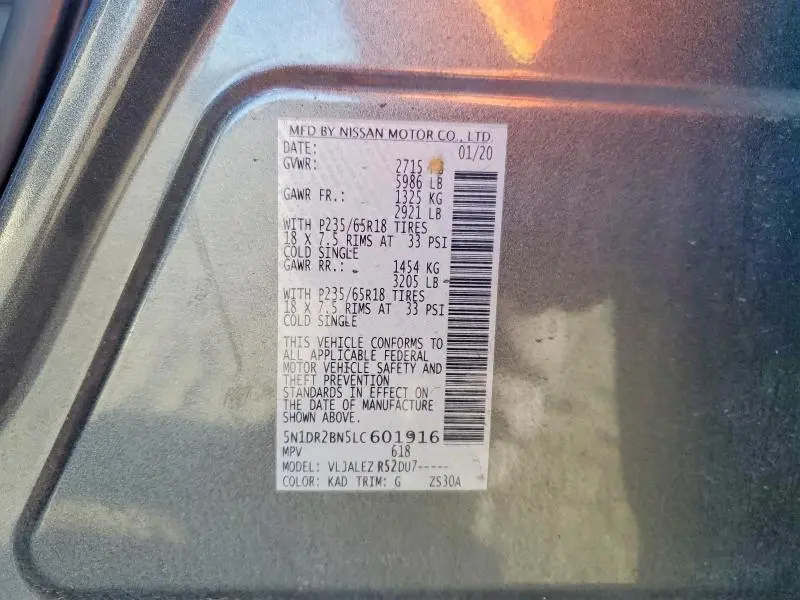 MFD BY NISSAN MOTOR CO., LTD.
DATE: 01/20
GVWR: 2715
5986 LB
GAWR FR.: 1325 KG
2921 LB
WITH P235/65R18 TIRES
18 X 7.5 RIMS AT 33 PSI
COLD SINGLE
GAWR RR.: 1454 KG
3205 LB
WITH P235/65R18 TIRES
18 X 7.5 RIMS AT 33 PSI
COLD SINGLE
THIS VEHICLE CONFORMS TO
ALL APPLICABLE FEDERAL
MOTOR VEHICLE SAFETY AND
THEFT PREVENTION
STANDARDS IN EFFECT ON
THE DATE OF MANUFACTURE
SHOWN ABOVE.
5N1DR2BN5LC601916
MPV 618
MODEL: VLJALEZ R52DU7-----
COLOR: KAD TRIM: G ZS30A